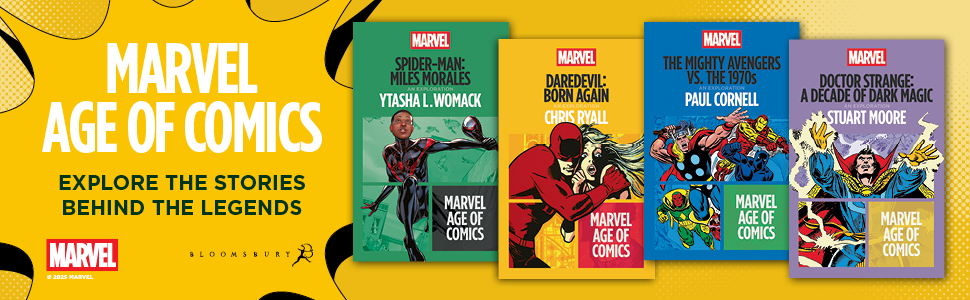 MARVEL
AGE OF COMICS
EXPLORE THE STORIES
BEHIND THE LEGENDS
MARVEL
© 2025 MARVEL
BLOOMSBURY
MARVEL
SPIDER-MAN:
MILES MORALES
AN EXPLORATION
YTASHA L. WOMACK
MARVEL
AGE OF
COMICS
MARVEL
DAREDEVIL:
BORN AGAIN
AN EXPLORATION
CHRIS RYALL
MARVEL
AGE OF
COMICS
MARVEL
THE MIGHTY AVENGERS
VS. THE 1970s
AN EXPLORATION
PAUL CORNELL
MARVEL
AGE OF
COMICS
MARVEL
DOCTOR STRANGE:
A DECADE OF DARK MAGIC
AN EXPLORATION
STUART MOORE
MARVEL
AGE OF
COMICS